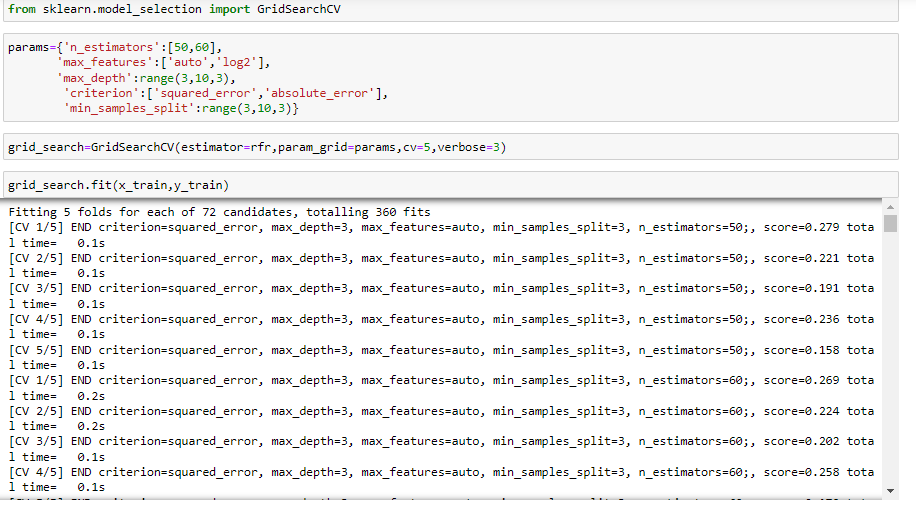 from sklearn.model_selection import GridSearchCV
params={'n_estimators':[50,60],
'max_features':['auto','log2'],
'max_depth':range(3,10,3),
'criterion':['squared_error','absolute_error'],
'min_samples_split':range(3,10,3)}
grid_search=GridSearchCV(estimator=rfr,param_grid=params,cv=5,verbose=3)
grid_search.fit(x_train,y_train)
Fitting 5 folds for each of 72 candidates, totalling 360 fits
[CV 1/5] END criterion=squared_error, max_depth=3, max_features=auto, min_samples_split=3, n_estimators=50;, score=0.279 tota
l time=   0.1s
[CV 2/5] END criterion=squared_error, max_depth=3, max_features=auto, min_samples_split=3, n_estimators=50;, score=0.221 tota
l time=   0.1s
[CV 3/5] END criterion=squared_error, max_depth=3, max_features=auto, min_samples_split=3, n_estimators=50;, score=0.191 tota
l time=   0.1s
[CV 4/5] END criterion=squared_error, max_depth=3, max_features=auto, min_samples_split=3, n_estimators=50;, score=0.236 tota
l time=   0.1s
[CV 5/5] END criterion=squared_error, max_depth=3, max_features=auto, min_samples_split=3, n_estimators=50;, score=0.158 tota
l time=   0.1s
[CV 1/5] END criterion=squared_error, max_depth=3, max_features=auto, min_samples_split=3, n_estimators=60;, score=0.269 tota
l time=   0.2s
[CV 2/5] END criterion=squared_error, max_depth=3, max_features=auto, min_samples_split=3, n_estimators=60;, score=0.224 tota
l time=   0.2s
[CV 3/5] END criterion=squared_error, max_depth=3, max_features=auto, min_samples_split=3, n_estimators=60;, score=0.202 tota
l time=   0.1s
[CV 4/5] END criterion=squared_error, max_depth=3, max_features=auto, min_samples_split=3, n_estimators=60;, score=0.258 tota
l time=   0.1s